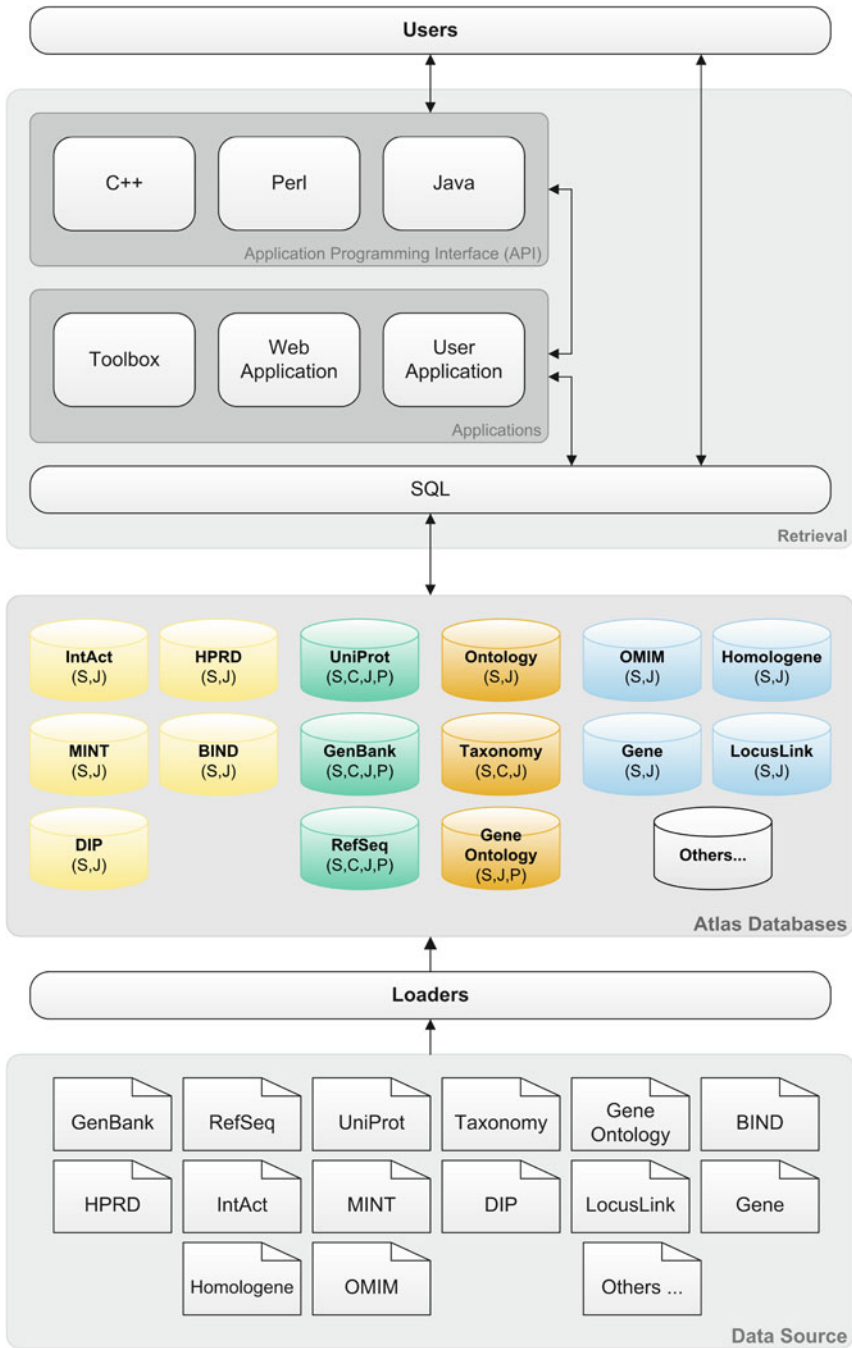 Users
C++
Perl
Java
Application Programming Interface (API)
Toolbox
Web
Application
User
Application
Applications
SQL
Retrieval
IntAct
(S,J)
HPRD
(S,J)
UniProt
(S,C,J,P)
Ontology
(S,J)
OMIM
(S,J)
Homologene
(S,J)
MINT
(S,J)
BIND
(S,J)
GenBank
(S,C,J,P)
Taxonomy
(S,C,J)
Gene
(S,J)
LocusLink
(S,J)
DIP
(S,J)
RefSeq
(S,C,J,P)
Gene
Ontology
(S,J,P)
Others...
Atlas Databases
Loaders
GenBank
RefSeq
UniProt
Taxonomy
Gene
Ontology
BIND
HPRD
IntAct
MINT
DIP
LocusLink
Gene
Homologene
OMIM
Others ...
Data Source